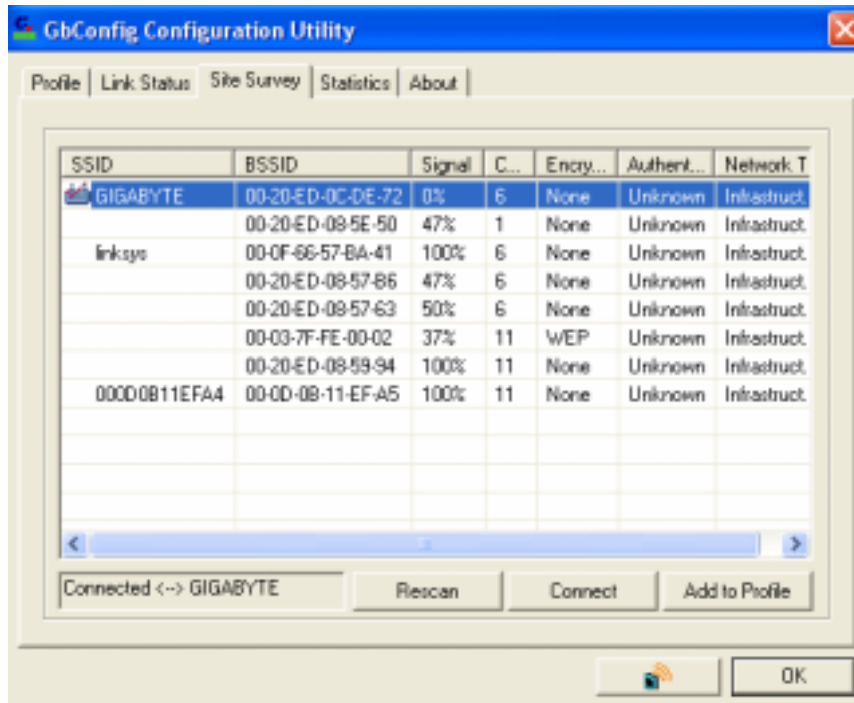 GbConfig Configuration Utility
Profile Link Status Site Survey Statistics About
SSID BSSID Signal C... Encry... Authent... Network T
GIGABYTE 00-20-ED-0C-DE-72 0% 6 None Unknown Infrastruct.
00-20-ED-08-5E-50 47% 1 None Unknown Infrastruct.
linksys 00-0F-66-57-BA-41 100% 6 None Unknown Infrastruct.
00-20-ED-08-57-B6 47% 6 None Unknown Infrastruct.
00-20-ED-08-57-63 50% 6 None Unknown Infrastruct.
00-03-7F-FE-00-02 37% 11 WEP Unknown Infrastruct.
00-20-ED-08-59-94 100% 11 None Unknown Infrastruct.
000D0B11EFA4 00-0D-0B-11-EF-A5 100% 11 None Unknown Infrastruct.
Connected <--> GIGABYTE Rescan Connect Add to Profile
OK